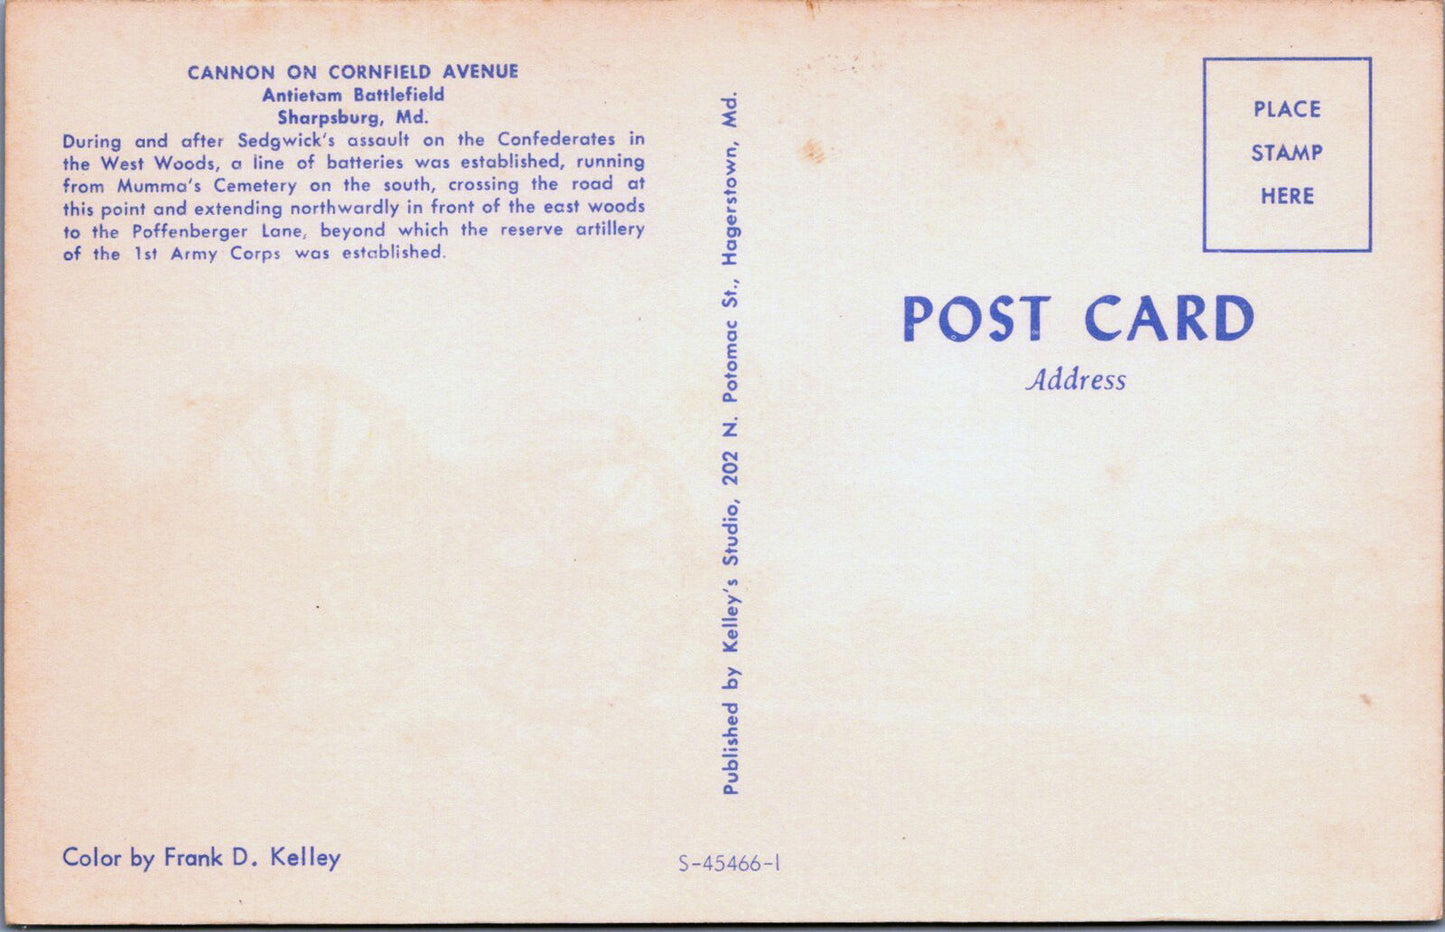 CANNON ON CORNFIELD AVENUE
Antietam Battlefield
Sharpsburg, Md.
During and after Sedgwick's assault on the Confederates in
the West Woods, a line of batteries was established, running
from Mumma's Cemetery on the south, crossing the road at
this point and extending northwardly in front of the east woods
to the Poffenberger Lane, beyond which the reserve artillery
of the 1st Army Corps was established.
Color by Frank D. Kelley
Published by Kelley's Studio, 202 N. Potomac St., Hagerstown, Md.
S-45466-1
PLACE
STAMP
HERE
POST CARD
Address